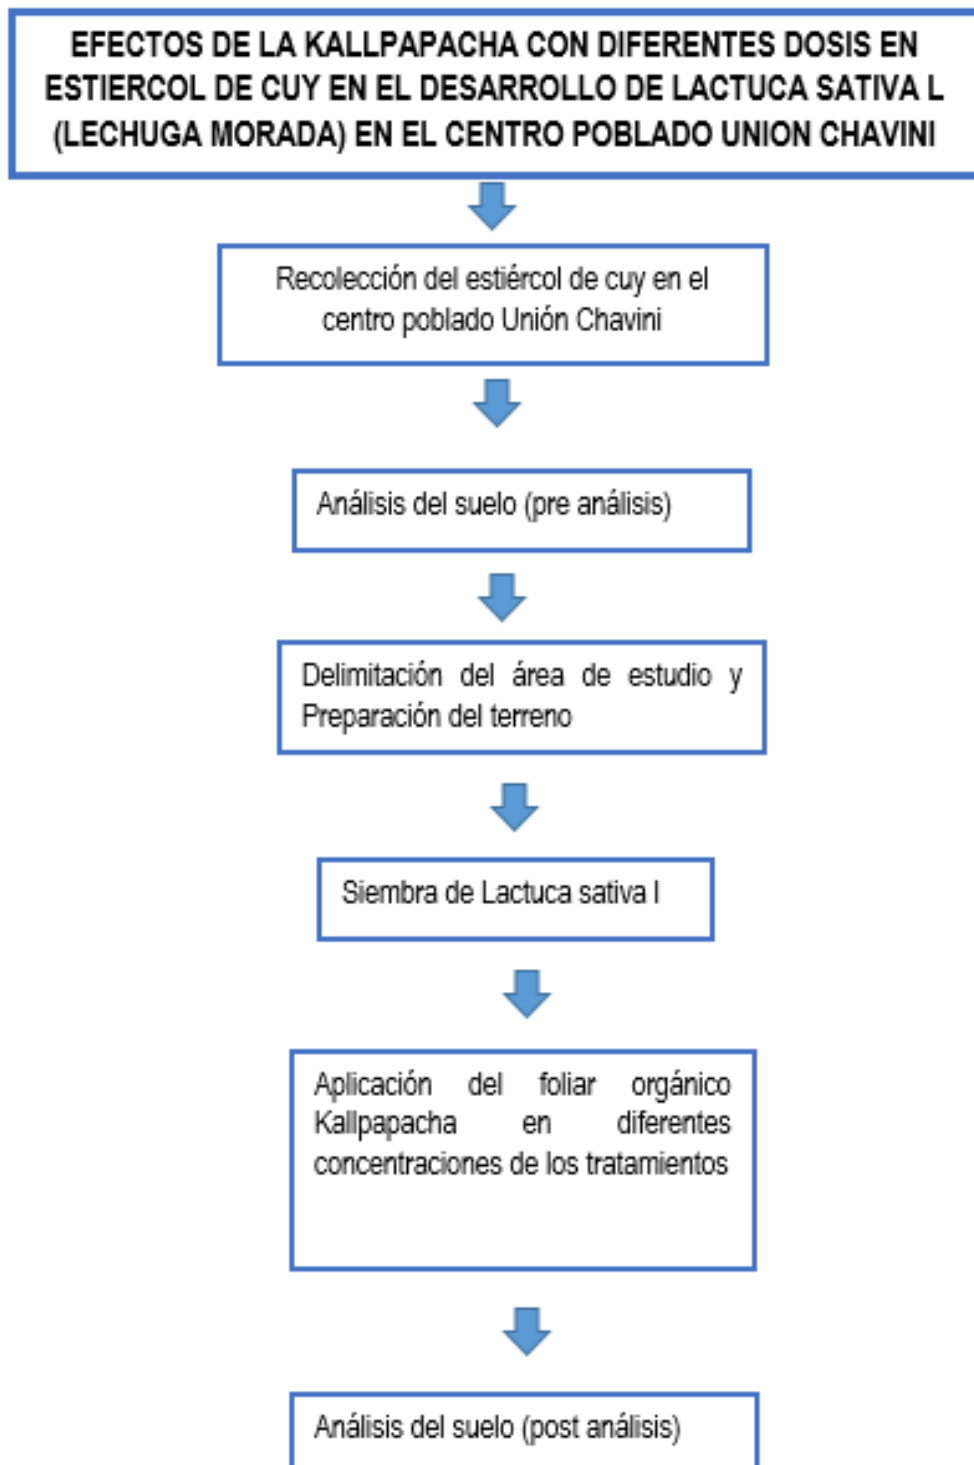 EFECTOS DE LA KALLPAPACHA CON DIFERENTES DOSIS EN
ESTIERCOL DE CUY EN EL DESARROLLO DE LACTUCA SATIVA L
(LECHUGA MORADA) EN EL CENTRO POBLADO UNION CHAVINI
Recolección del estiércol de cuy en el
centro poblado Unión Chavini
Análisis del suelo (pre análisis)
Delimitación del área de estudio y
Preparación del terreno
Siembra de Lactuca sativa l
Aplicación del foliar orgánico
Kallpapacha en diferentes
concentraciones de los tratamientos
Análisis del suelo (post análisis)